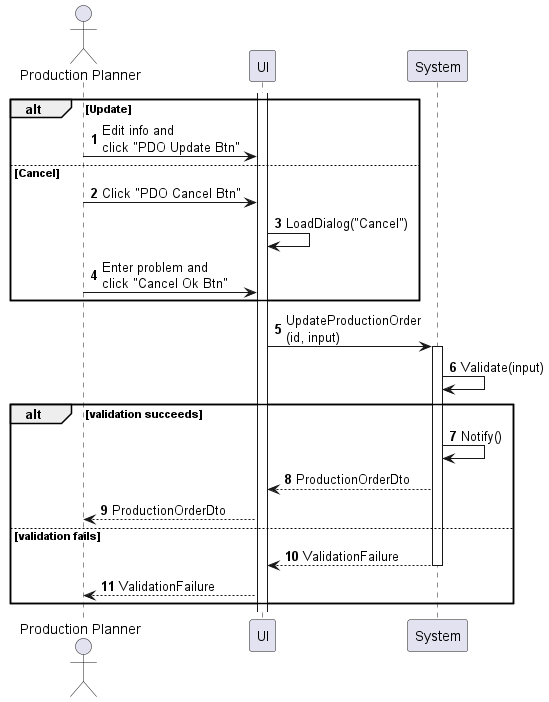 Production Planner
UI
System
alt
[Update]
1
Edit info and
click "PDO Update Btn"
[Cancel]
2 Click "PDO Cancel Btn"
3 LoadDialog("Cancel")
4
Enter problem and
click "Cancel Ok Btn"
5
UpdateProductionOrder
(id, input)
6 Validate(input)
alt
[validation succeeds]
7 Notify()
8 ProductionOrderDto
9 ProductionOrderDto
[validation fails]
10 ValidationFailure
11 ValidationFailure
Production Planner
UI
System